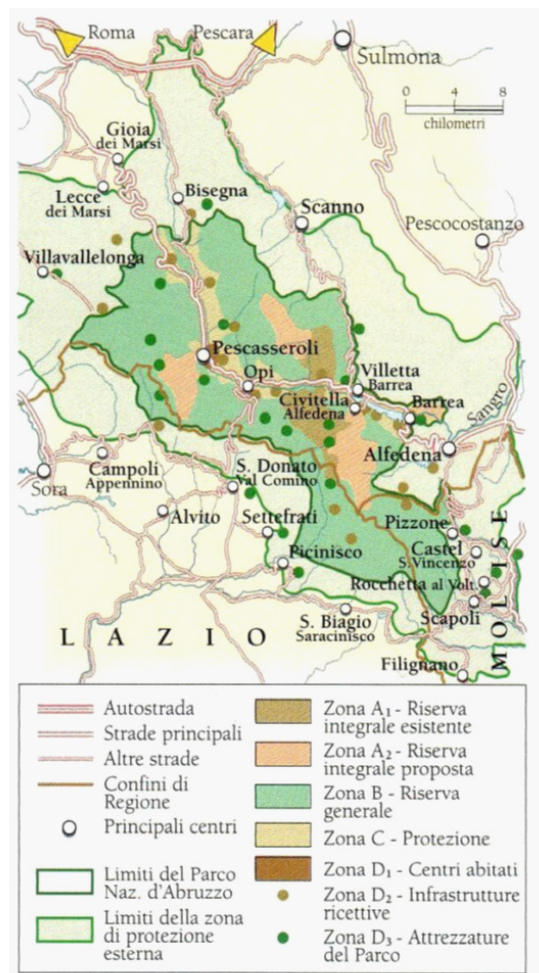 Roma
Pescara
Sulmona
0 4 8
chilometri
Gioia
dei Marsi
Lecce
dei Marsi
Bisegna
Scanno
Pescocostanzo
Villavallelonga
Pescasseroli
Opi
Villetta
Barrea
Civitella
Alfedena
Barrea
Sangro
Alfedena
Campoli
Appennino
Sora
S. Donato
Val Comino
Alvito
Settefrati
Pizzone
Picinisco
Castel
S. Vincenzo
Rocchetta al Volt.
S. Biagio
Saracinisco
Scapoli
LAZIO
MOLISE
Filignano
Autostrada
Strade principali
Altre strade
Confini di
Regione
Principali centri
Limiti del Parco
Naz. d'Abruzzo
Limiti della zona
di protezione
esterna
Zona A1 - Riserva
integrale esistente
Zona A2 - Riserva
integrale proposta
Zona B - Riserva
generale
Zona C - Protezione
Zona D1 - Centri abitati
Zona D2 - Infrastrutture
ricettive
Zona D3 - Attrezzature
del Parco